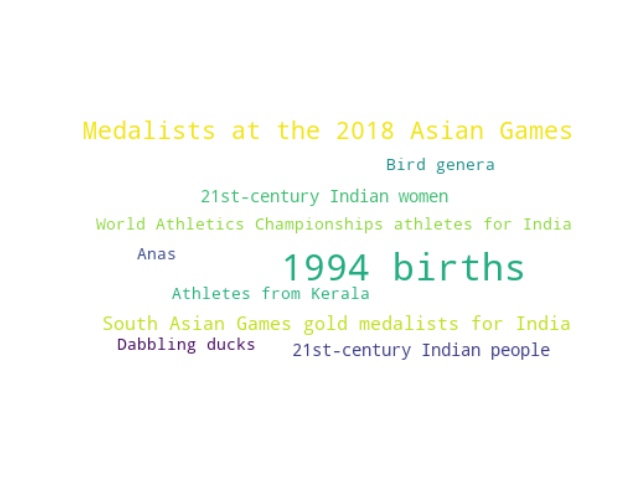 Medalists at the 2018 Asian Games
Bird genera
21st-century Indian women
World Athletics Championships athletes for India
Anas
1994 births
Athletes from Kerala
South Asian Games gold medalists for India
Dabbling ducks
21st-century Indian people